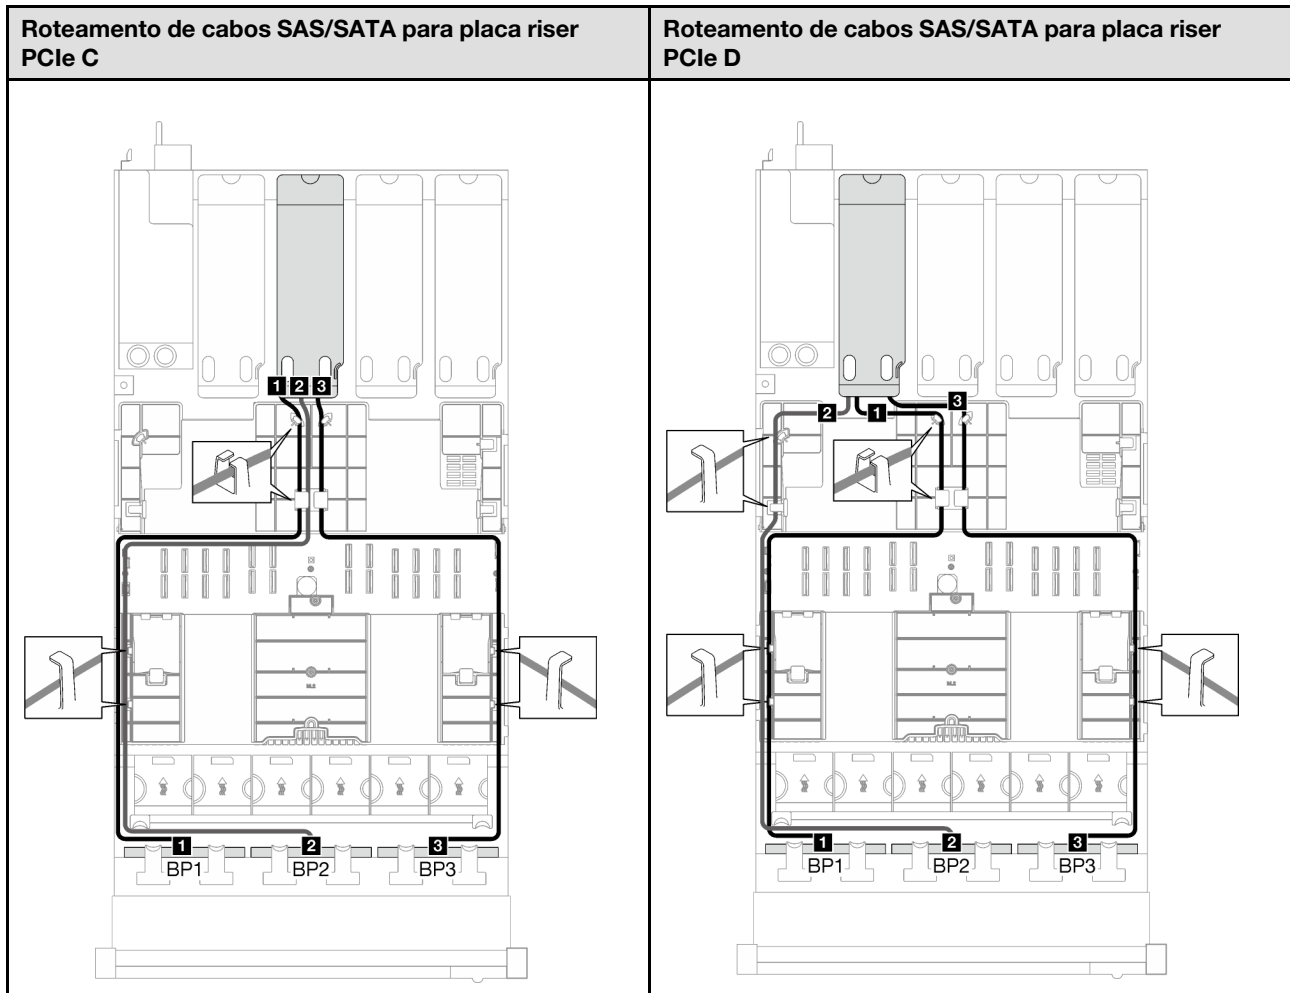 Roteamento de cabos SAS/SATA para placa riser
PCIe C
Roteamento de cabos SAS/SATA para placa riser
PCIe D
1 2 3
2 1 3
1 2 3
BP1 BP2 BP3
1 2 3
BP1 BP2 BP3